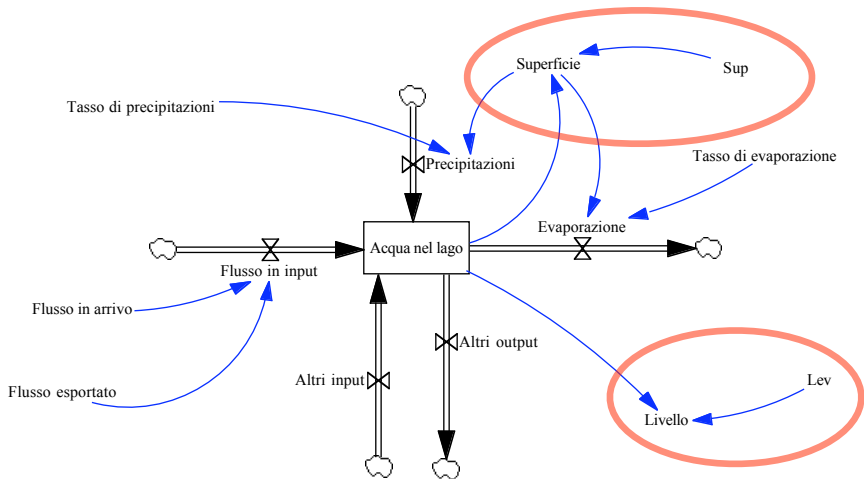 Superficie
Sup
Tasso di precipitazioni
Precipitazioni
Tasso di evaporazione
Evaporazione
Acqua nel lago
Flusso in input
Flusso in arrivo
Altri output
Altri input
Flusso esportato
Lev
Livello